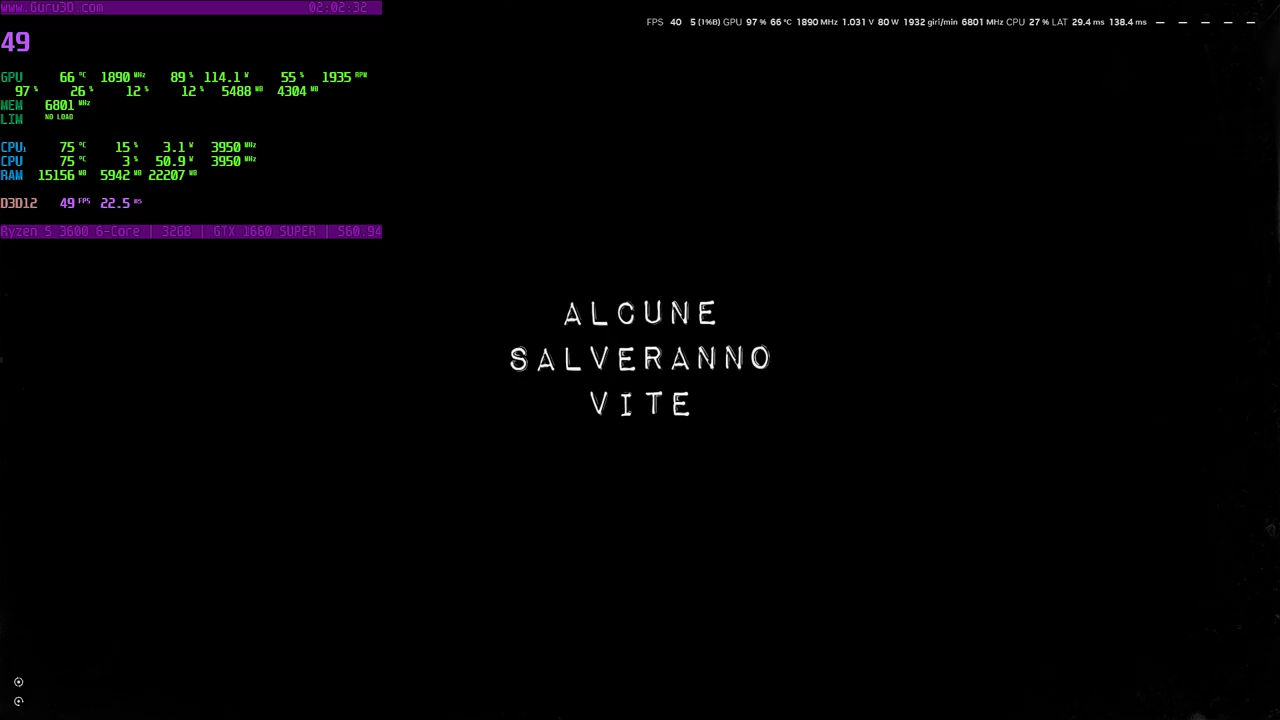 www.Guru3D.com 02:02:32
FPS 40 5 (1%B) GPU 97 % 66 °C 1890 MHz 1.031 V 80 W 1932 giri/min 6801 MHz CPU 27 % LAT 29.4 ms 138.4 ms — — — — —
49
GPU 66 °C 1890 MHz 89 % 114.1 W 55 % 1935 RPM
97 % 26 % 12 % 12 % 5488 MB 4304 MB
MEM 6801 MHz
LIM NO LOAD
CPU1 75 °C 15 % 3.1 W 3950 MHz
CPU 75 °C 3 % 50.9 W 3950 MHz
RAM 15156 MB 5942 MB 22207 MB
D3D12 49 FPS 22.5 ms
Ryzen 5 3600 6-Core | 32GB | GTX 1660 SUPER | 560.94
ALCUNE
SALVERANNO
VITE